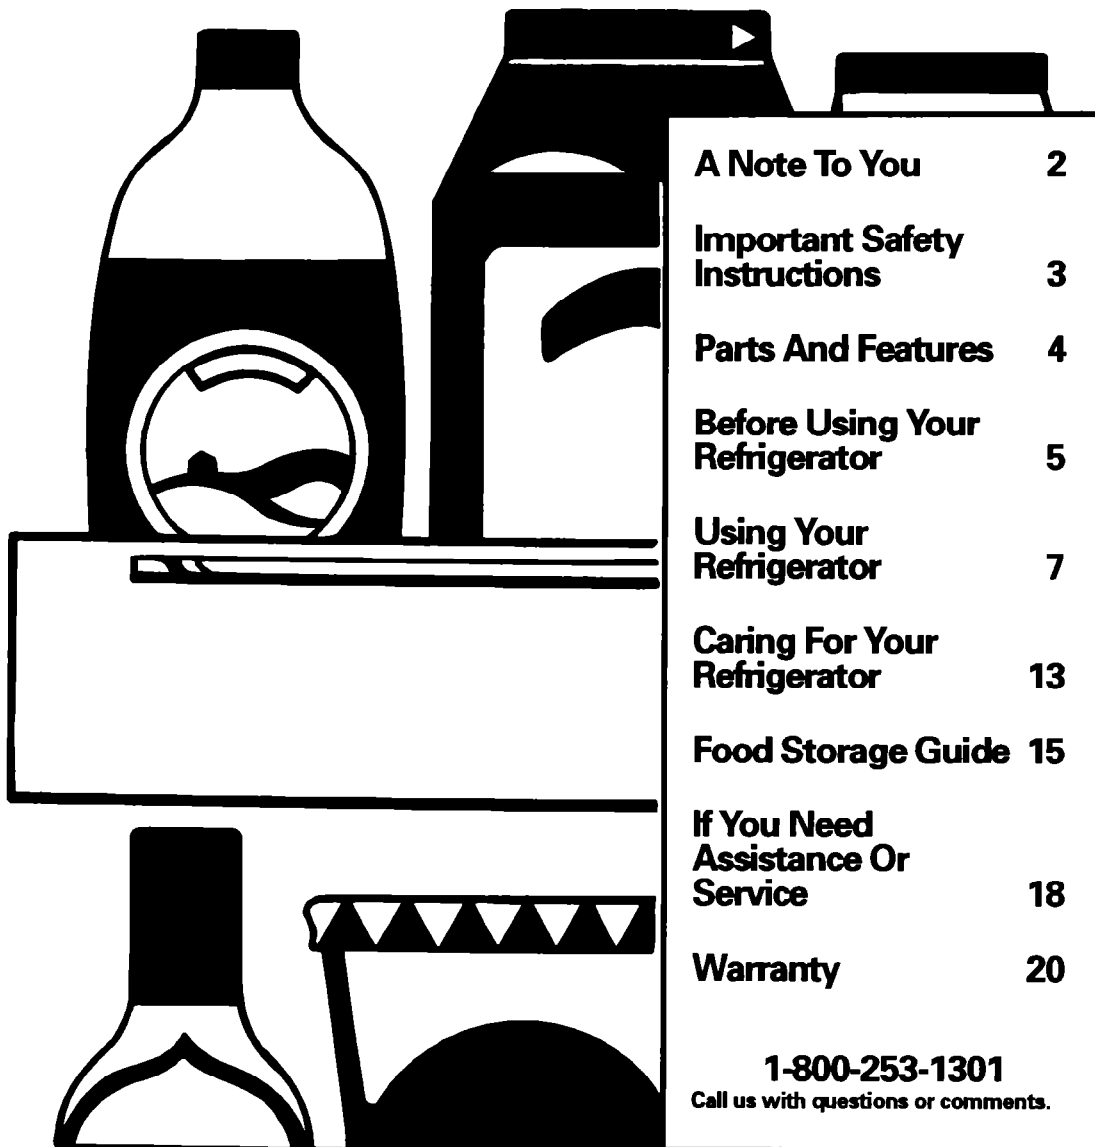 A Note To You 2
Important Safety
Instructions 3
Parts And Features 4
Before Using Your
Refrigerator 5
Using Your
Refrigerator 7
Caring For Your
Refrigerator 13
Food Storage Guide 15
If You Need
Assistance Or
Service 18
Warranty 20
1-800-253-1301
Call us with questions or comments.